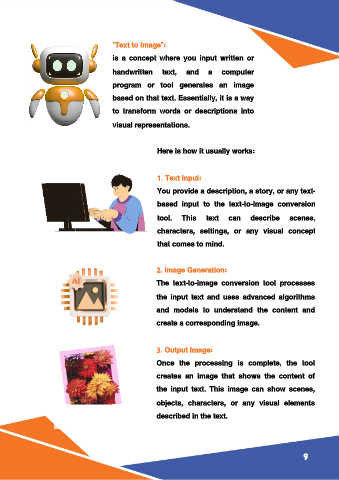 "Text to Image":
is a concept where you input written or
handwritten text, and a computer
program or tool generates an image
based on that text. Essentially, it is a way
to transform words or descriptions into
visual representations.
Here is how it usually works:
1. Text Input:
You provide a description, a story, or any text-
based input to the text-to-image conversion
tool. This text can describe scenes,
characters, settings, or any visual concept
that comes to mind.
2. Image Generation:
AI
The text-to-image conversion tool processes
the input text and uses advanced algorithms
and models to understand the content and
create a corresponding image.
3. Output Image:
Once the processing is complete, the tool
creates an image that shows the content of
the input text. This image can show scenes,
objects, characters, or any visual elements
described in the text.
9